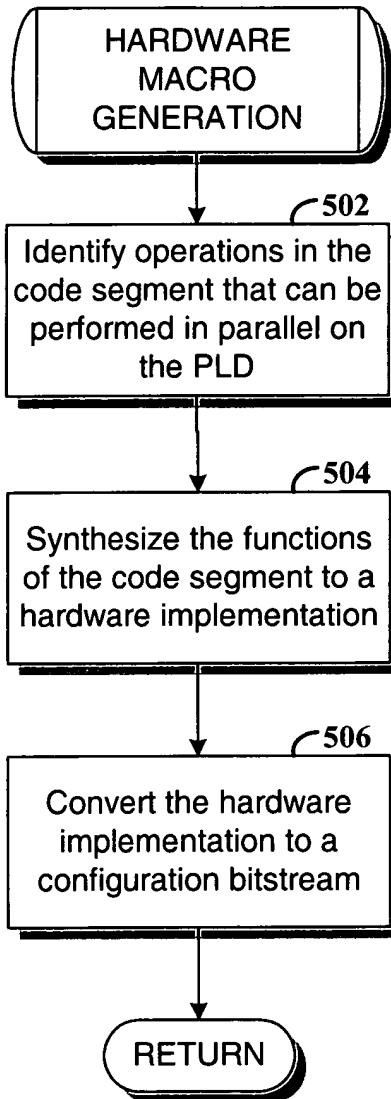 HARDWARE
MACRO
GENERATION
502
Identify operations in the
code segment that can be
performed in parallel on
the PLD
504
Synthesize the functions
of the code segment to a
hardware implementation
506
Convert the hardware
implementation to a
configuration bitstream
RETURN